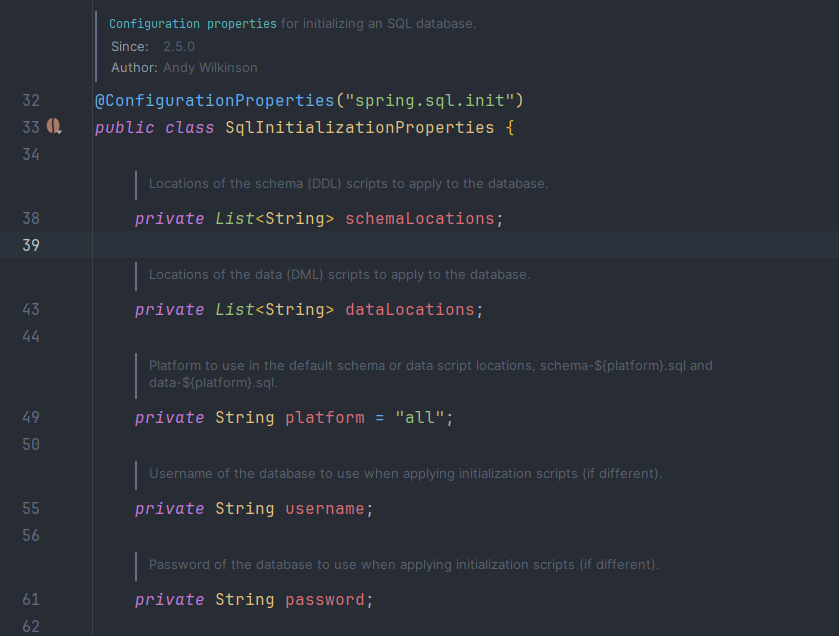 Configuration properties for initializing an SQL database.
Since: 2.5.0
Author: Andy Wilkinson
32 @ConfigurationProperties("spring.sql.init")
33 public class SqlInitializationProperties {
34
Locations of the schema (DDL) scripts to apply to the database.
38 private List<String> schemaLocations;
39
Locations of the data (DML) scripts to apply to the database.
43 private List<String> dataLocations;
44
Platform to use in the default schema or data script locations, schema-${platform}.sql and
data-${platform}.sql.
49 private String platform = "all";
50
Username of the database to use when applying initialization scripts (if different).
55 private String username;
56
Password of the database to use when applying initialization scripts (if different).
61 private String password;
62